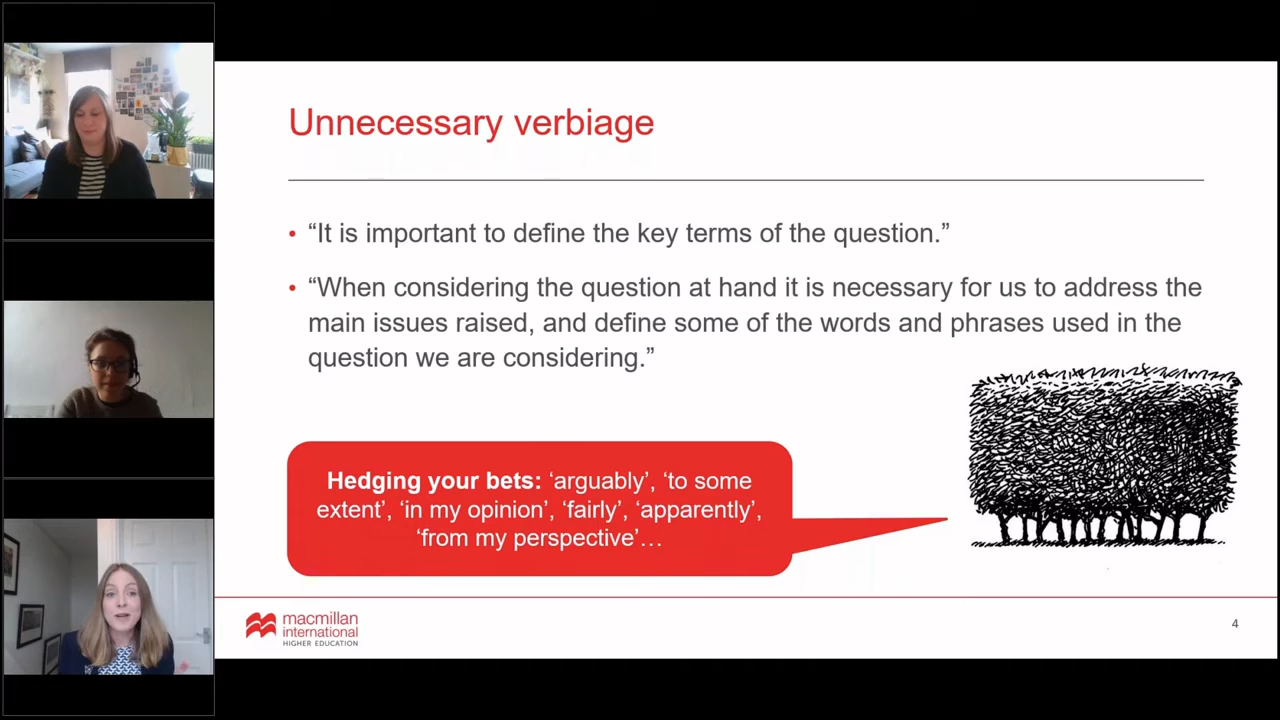 Unnecessary verbiage
• “It is important to define the key terms of the question.”
• “When considering the question at hand it is necessary for us to address the
main issues raised, and define some of the words and phrases used in the
question we are considering.”
Hedging your bets: ‘arguably’, ‘to some
extent’, ‘in my opinion’, ‘fairly’, ‘apparently’,
‘from my perspective’…
macmillan
international
HIGHER EDUCATION
4